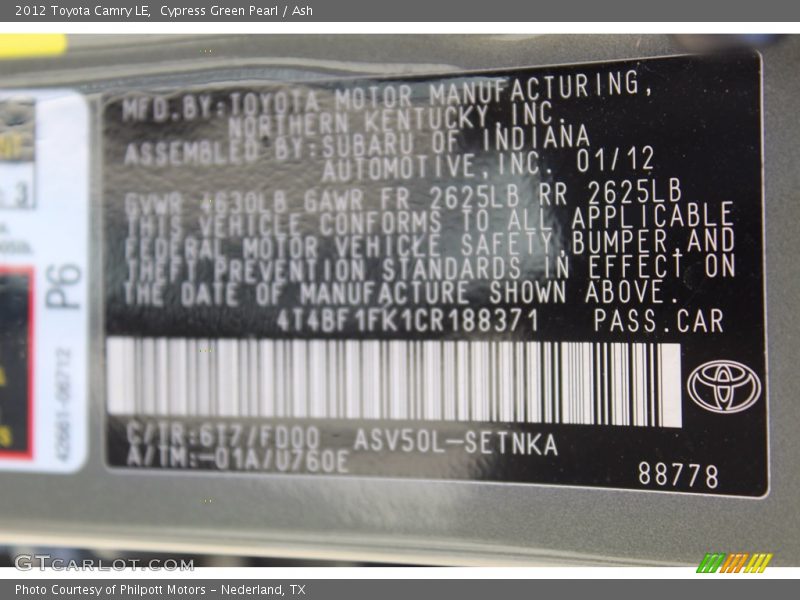 2012 Toyota Camry LE, Cypress Green Pearl / Ash
MFD.BY:TOYOTA MOTOR MANUFACTURING,
NORTHERN KENTUCKY, INC.
ASSEMBLED BY:SUBARU OF INDIANA
AUTOMOTIVE,INC. 01/12
GVWR 4630LB GAWR FR 2625LB RR 2625LB
THIS VEHICLE CONFORMS TO ALL APPLICABLE
FEDERAL MOTOR VEHICLE SAFETY,BUMPER,AND
THEFT PREVENTION STANDARDS IN EFFECT ON
THE DATE OF MANUFACTURE SHOWN ABOVE.
4T4BF1FK1CR188371 PASS.CAR
C/TR:6T7/FD00 ASV50L-SETNKA
A/TM:-01A/U760E
88778
P6
42661-06712
3
GTCARLOT.COM
Photo Courtesy of Philpott Motors - Nederland, TX